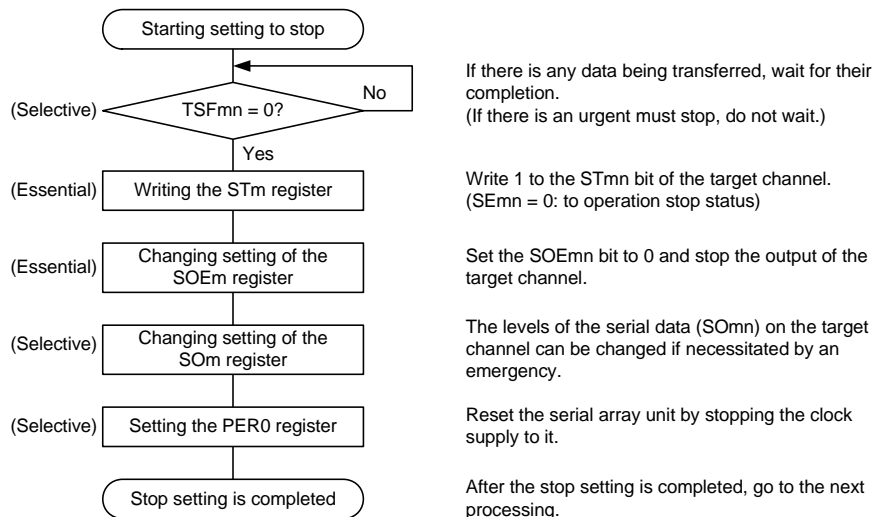 Starting setting to stop
(Selective)
TSFmn = 0?
No
If there is any data being transferred, wait for their
completion.
(If there is an urgent must stop, do not wait.)
Yes
(Essential)
Writing the STm register
Write 1 to the STmn bit of the target channel.
(SEmn = 0: to operation stop status)
(Essential)
Changing setting of the
SOEm register
Set the SOEmn bit to 0 and stop the output of the
target channel.
(Selective)
Changing setting of the
SOm register
The levels of the serial data (SOmn) on the target
channel can be changed if necessitated by an
emergency.
(Selective)
Setting the PER0 register
Reset the serial array unit by stopping the clock
supply to it.
Stop setting is completed
After the stop setting is completed, go to the next
processing.